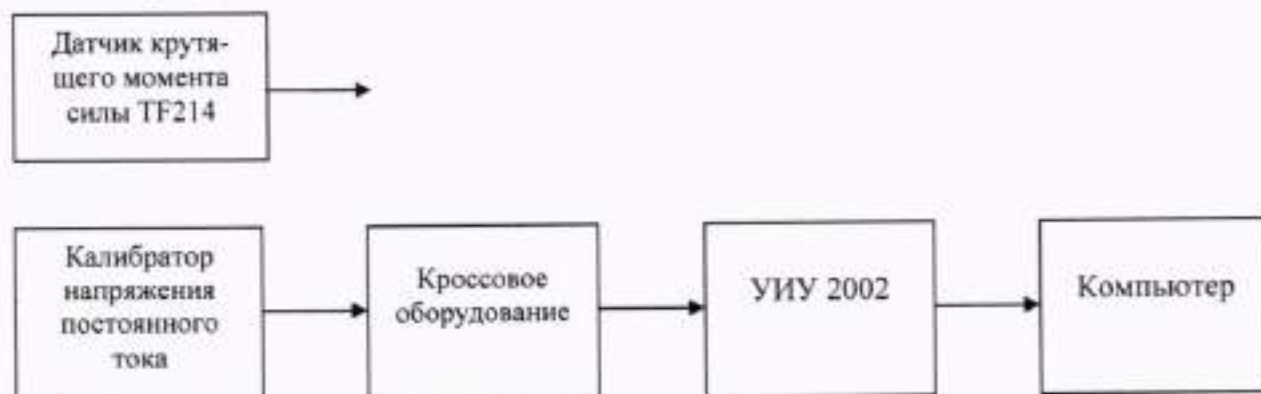 Датчик крутя-
щего момента
силы TF214
Калибратор
напряжения
постоянного
тока
Кроссовое
оборудование
УИУ 2002
Компьютер